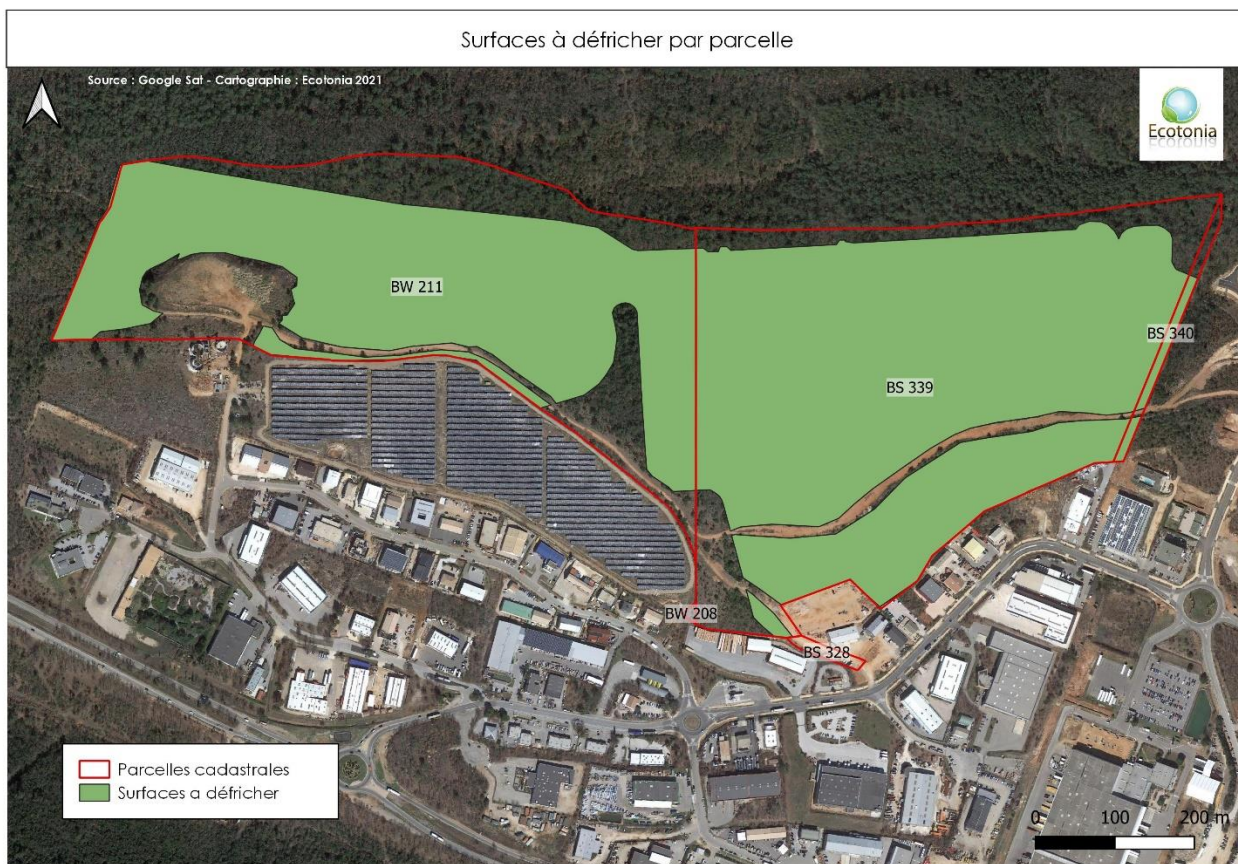 Surfaces à défricher par parcelle
Source : Google Sat - Cartographie : Ecotonia 2021
Ecotonia
BW 211
BS 340
BS 339
BW 208
BS 328
Parcelles cadastrales
Surfaces a défricher
0 100 200 m